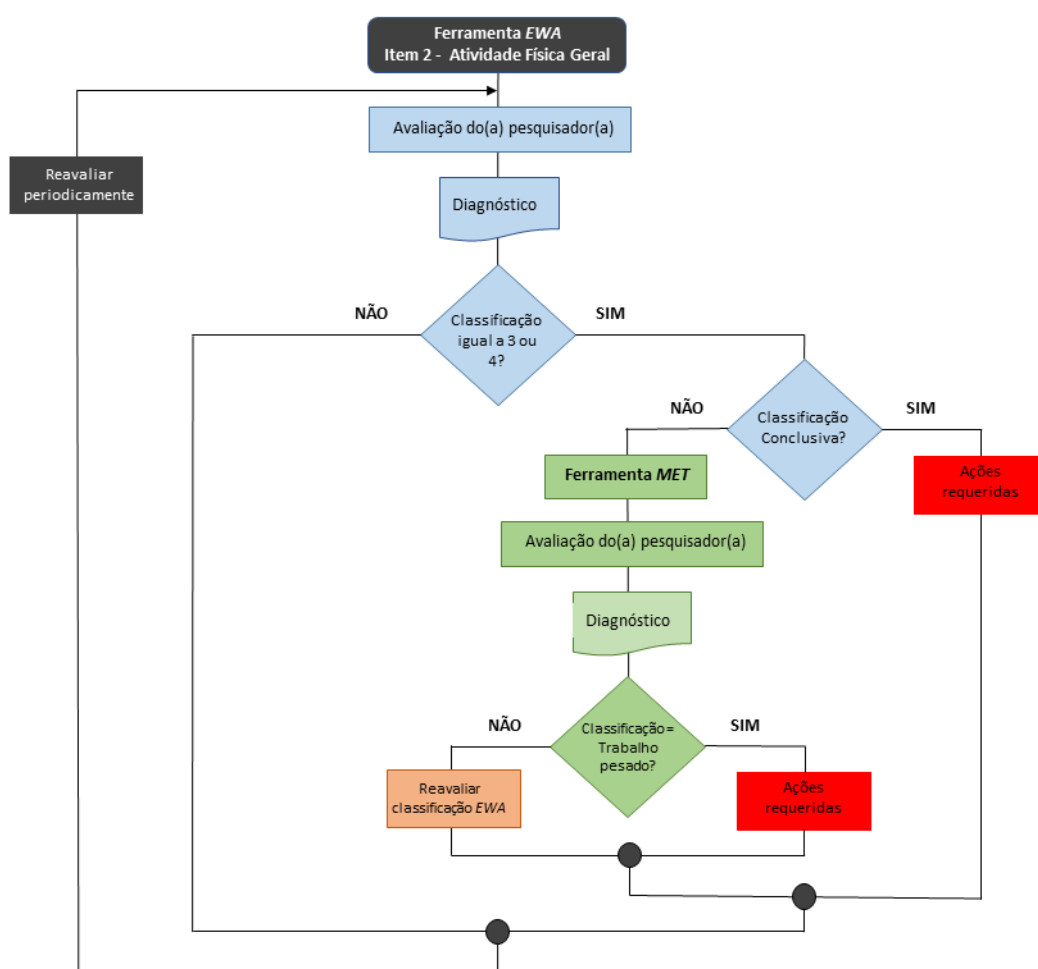 Ferramenta EWA
Item 2 - Atividade Física Geral
Avaliação do(a) pesquisador(a)
Reavaliar
periodicamente
Diagnóstico
NÃO
Classificação
igual a 3 ou
4?
SIM
NÃO
Classificação
Conclusiva?
SIM
Ferramenta MET
Ações
requeridas
Avaliação do(a) pesquisador(a)
Diagnóstico
NÃO
Classificação=
Trabalho
pesado?
SIM
Reavaliar
classificação EWA
Ações
requeridas